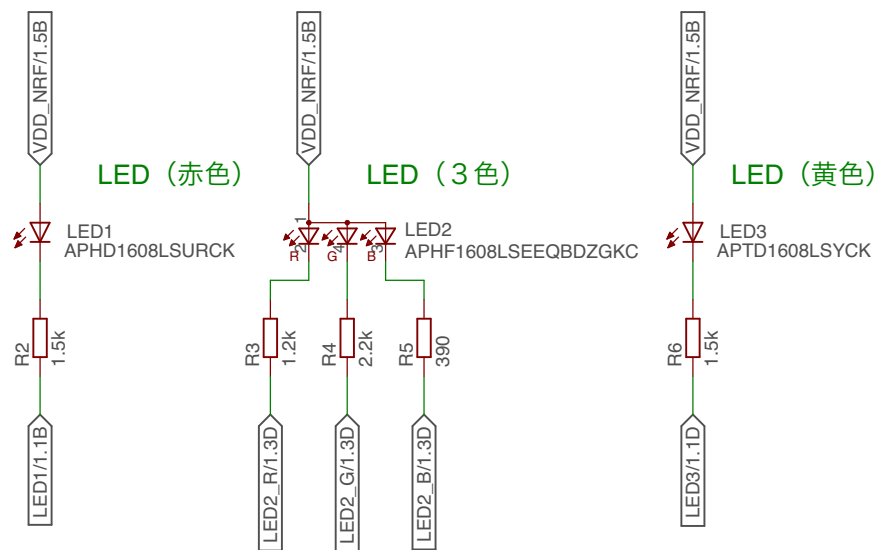 VDD_NRF/1.5B
VDD_NRF/1.5B
VDD_NRF/1.5B
LED（赤色）
LED（３色）
LED（黄色）
LED1
APHD1608LSURCK
1
R
2
G
4
B
3
LED2
APHF1608LSEEQBDZGKC
LED3
APTD1608LSYCK
R2
1.5k
R3
1.2k
R4
2.2k
R5
390
R6
1.5k
LED1/1.1B
LED2_R/1.3D
LED2_G/1.3D
LED2_B/1.3D
LED3/1.1D